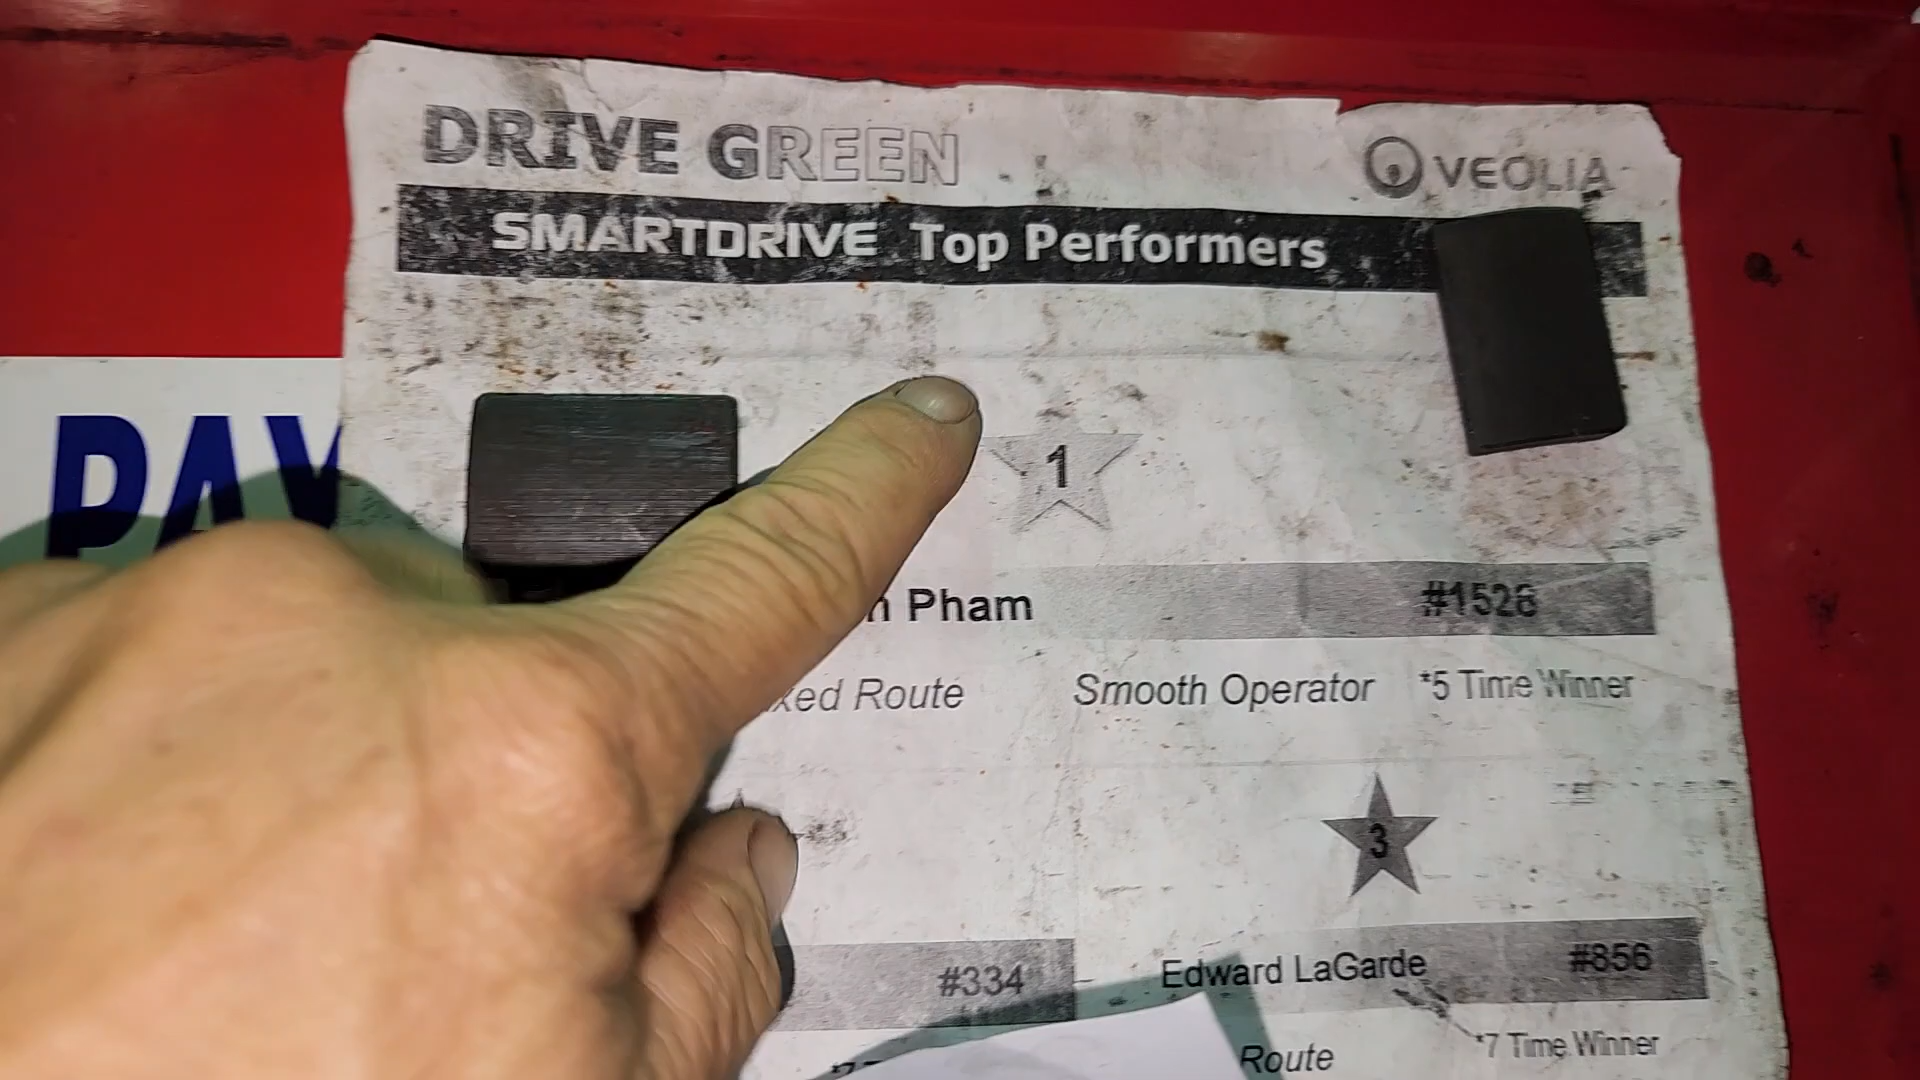 DRIVE GREEN
VEOLIA
SMARTDRIVE Top Performers
PAY
1
Pham #1526
Route Smooth Operator *5 Time Winner
3
#334
Edward LaGarde #856
Route *7 Time Winner